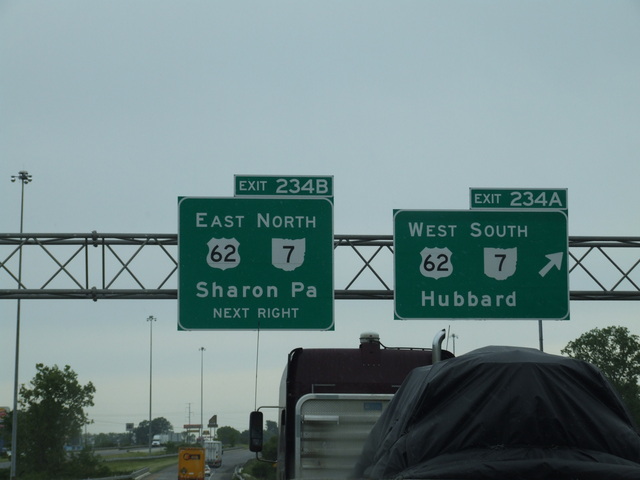 EXIT 234B
EAST NORTH
62 7
Sharon Pa
NEXT RIGHT
EXIT 234A
WEST SOUTH
62 7
Hubbard